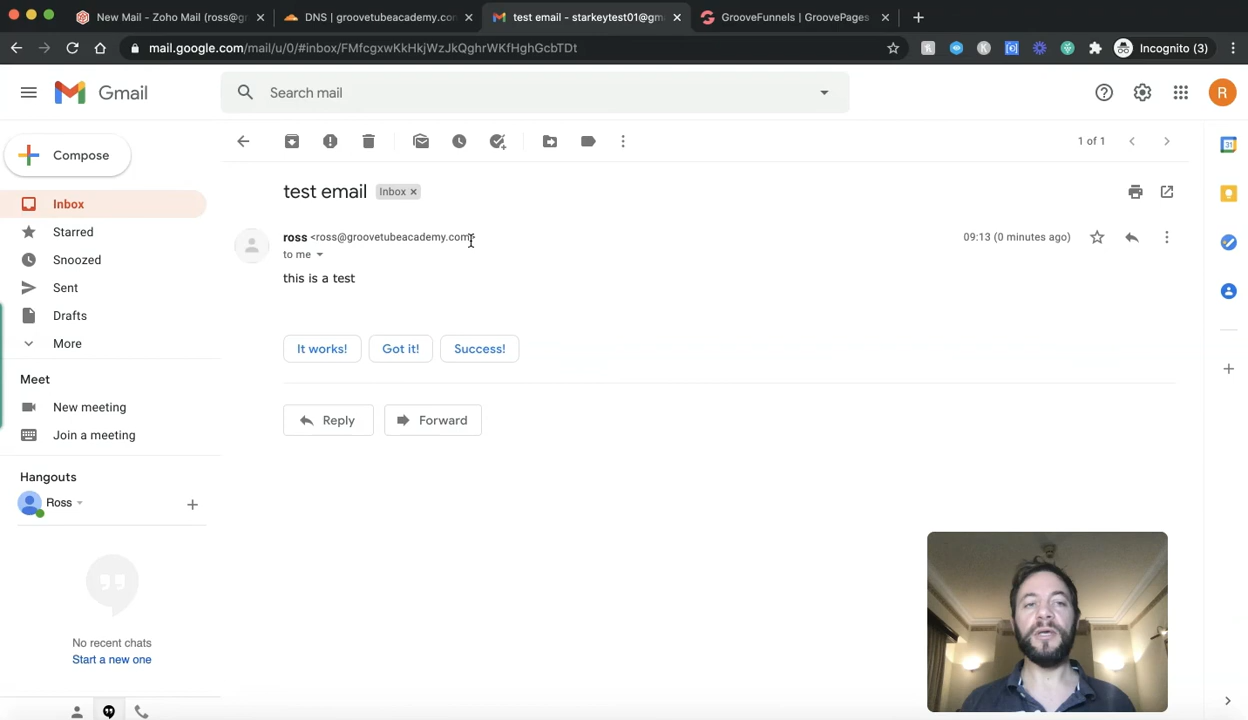 New Mail - Zoho Mail (ross@gr
DNS | groovetubeacademy.com
test email - starkeytest01@gm
GrooveFunnels | GroovePages
mail.google.com/mail/u/0/#inbox/FMfcgxwKkHkjWzJkQghrWKfHghGcbTDt
Incognito (3)
Gmail
Search mail
R
Compose
1 of 1
31
Inbox
Starred
Snoozed
Sent
Drafts
More
test email
Inbox ×
ross <ross@groovetubeacademy.com>
09:13 (0 minutes ago)
to me
this is a test
It works!
Got it!
Success!
Reply
Forward
Meet
New meeting
Join a meeting
Hangouts
Ross
No recent chats
Start a new one